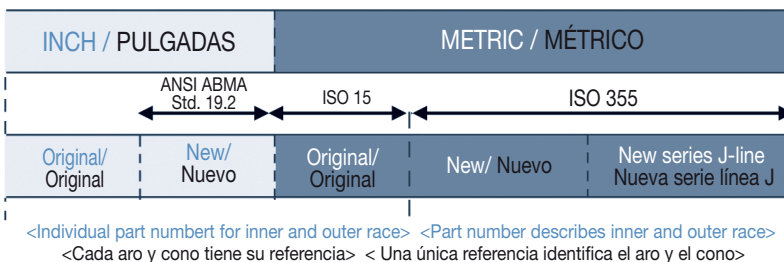 INCH / PULGADAS
METRIC / MÉTRICO
ANSI ABMA
Std. 19.2
ISO 15
ISO 355
Original/
Original
New/
Nuevo
Original/
Original
New/ Nuevo
New series J-line
Nueva serie línea J
<Individual part numbert for inner and outer race> <Part number describes inner and outer race>
<Cada aro y cono tiene su referencia> < Una única referencia identifica el aro y el cono>